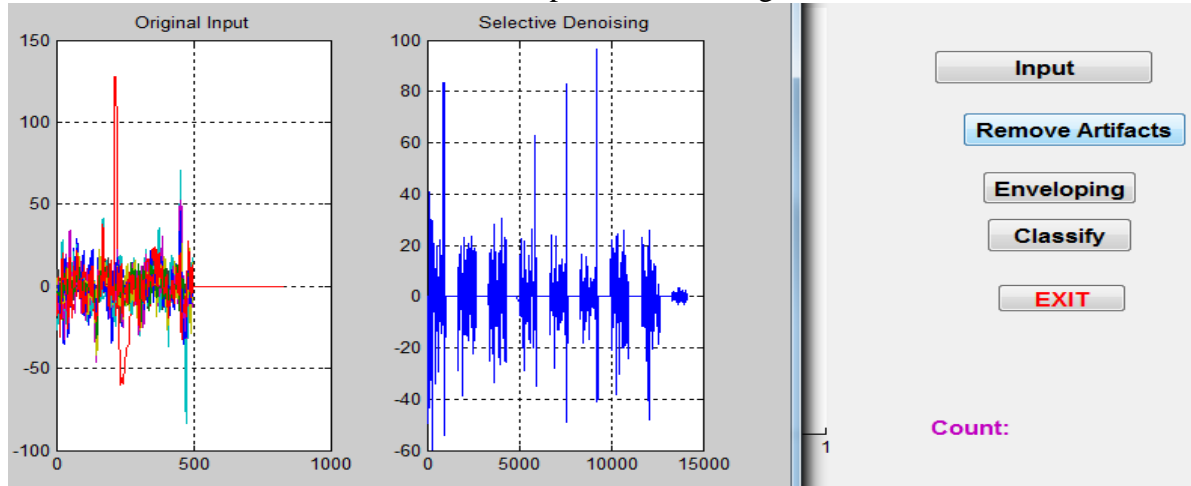 Original Input
150
100
50
0
-50
-100
0 500 1000
Selective Denoising
100
80
60
40
20
0
-20
-40
-60
0 5000 10000 15000
1
Input
Remove Artifacts
Enveloping
Classify
EXIT
Count: